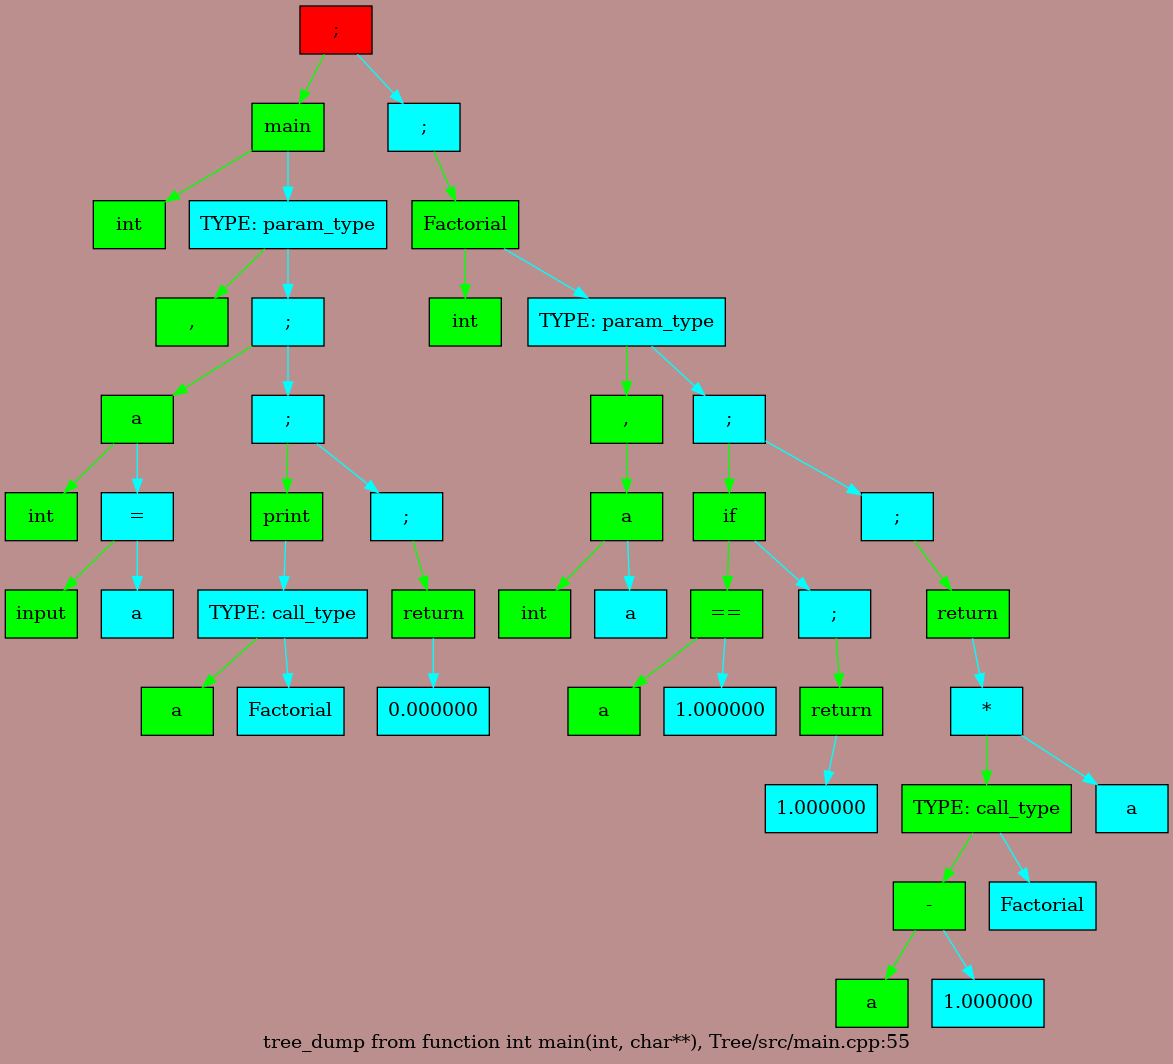 ;
main ;
int TYPE: param_type Factorial
, ; int TYPE: param_type
a ; , ;
int = print ; a if ;
input a TYPE: call_type return int a == ; return
a Factorial 0.000000 a 1.000000 return *
1.000000 TYPE: call_type a
- Factorial
a 1.000000
tree_dump from function int main(int, char**), Tree/src/main.cpp:55